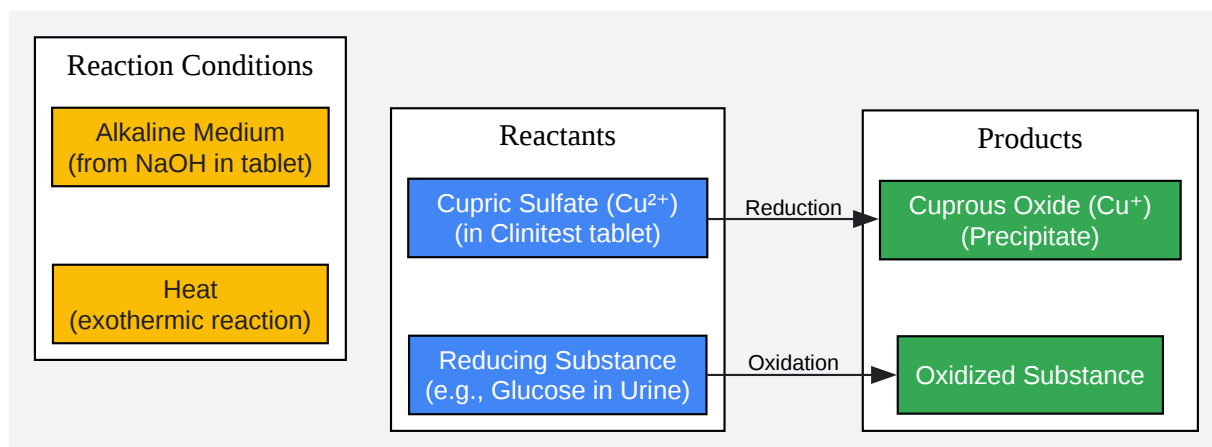 Reaction Conditions
Alkaline Medium
(from NaOH in tablet)
Heat
(exothermic reaction)
Reactants
Cupric Sulfate (Cu²⁺)
(in Clinitest tablet)
Reducing Substance
(e.g., Glucose in Urine)
Reduction
Oxidation
Products
Cuprous Oxide (Cu⁺)
(Precipitate)
Oxidized Substance